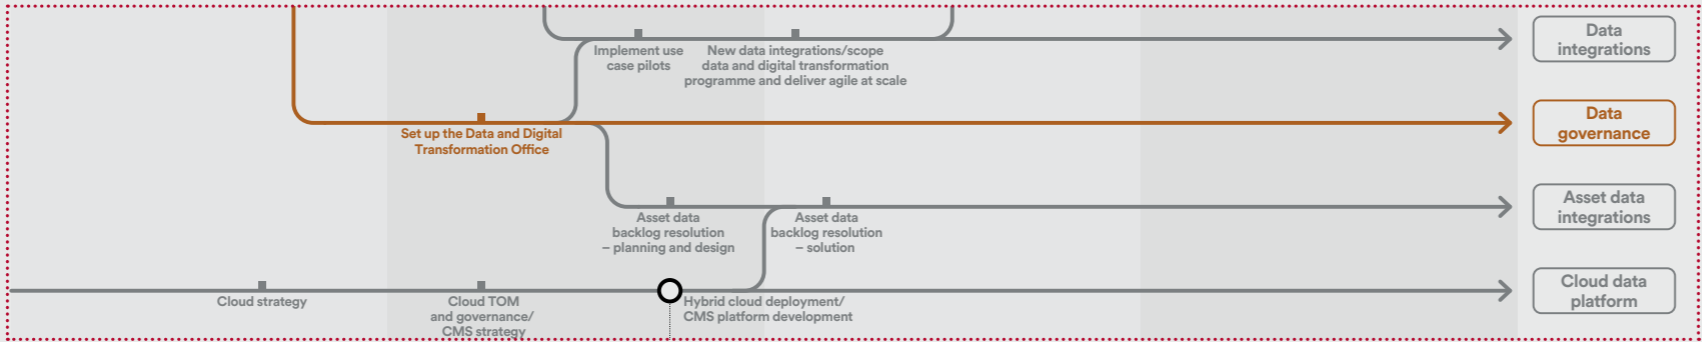 Implement use
case pilots
New data integrations/scope
data and digital transformation
programme and deliver agile at scale
Data
integrations
Set up the Data and Digital
Transformation Office
Data
governance
Asset data
backlog resolution
– planning and design
Asset data
backlog resolution
– solution
Asset data
integrations
Cloud strategy
Cloud TOM
and governance/
CMS strategy
Hybrid cloud deployment/
CMS platform development
Cloud data
platform